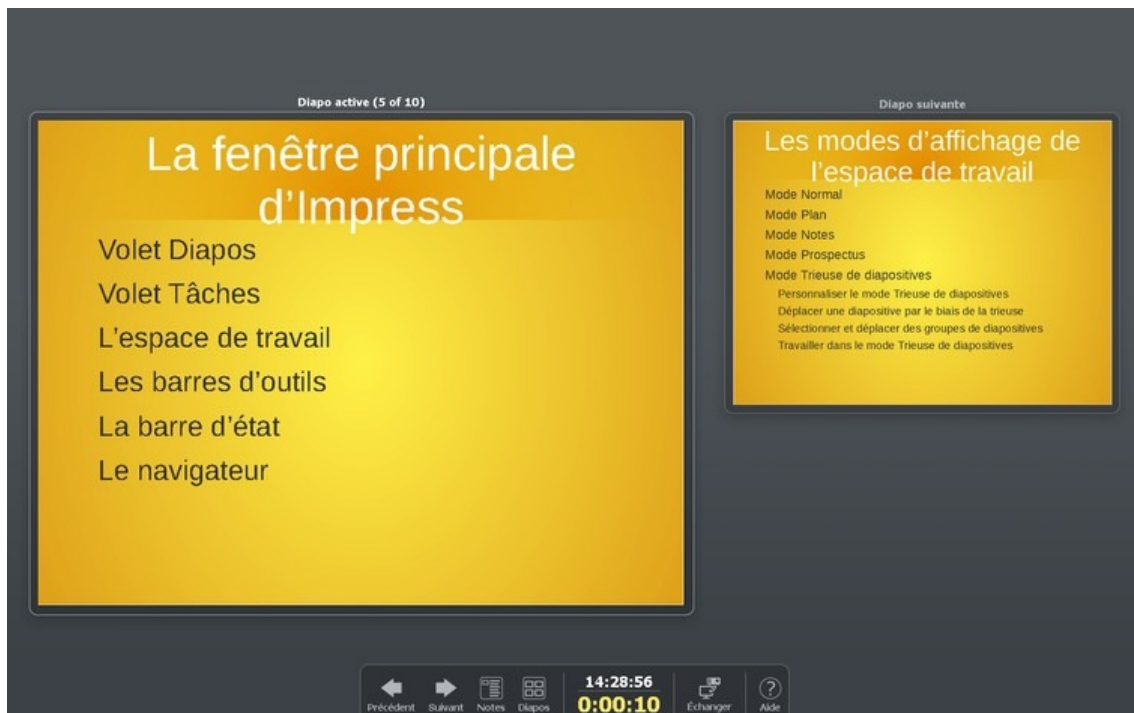 Diapo active (5 of 10)
La fenêtre principale
d’Impress
Volet Diapos
Volet Tâches
L’espace de travail
Les barres d’outils
La barre d’état
Le navigateur
Diapo suivante
Les modes d’affichage de
l’espace de travail
Mode Normal
Mode Plan
Mode Notes
Mode Prospectus
Mode Trieuse de diapositives
Personnaliser le mode Trieuse de diapositives
Déplacer une diapositive par le biais de la trieuse
Sélectionner et déplacer des groupes de diapositives
Travailler dans le mode Trieuse de diapositives
14:28:56
Précédent Suivant Notes Diapos 0:00:10 Échanger Aide